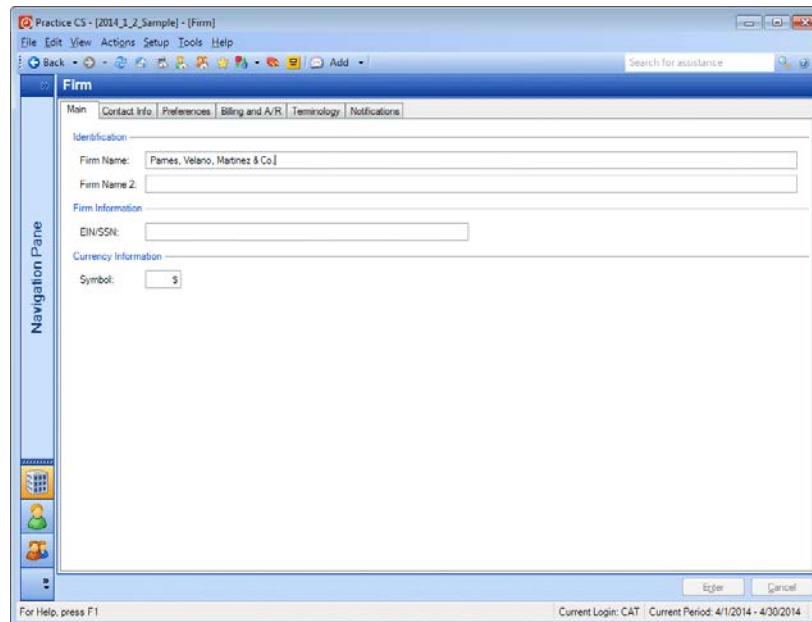 Practice CS - [2014_1_2_Sample] - [Firm]
File Edit View Actions Setup Tools Help
Back Add Search for assistance
Firm
Main Contact Info Preferences Billing and A/R Terminology Notifications
Identification
Firm Name: Parnes, Velano, Martinez & Co.
Firm Name 2:
Firm Information
EIN/SSN:
Currency Information
Symbol: $
Navigation Pane
Enter Cancel
For Help, press F1 Current Login: CAT Current Period: 4/1/2014 - 4/30/2014